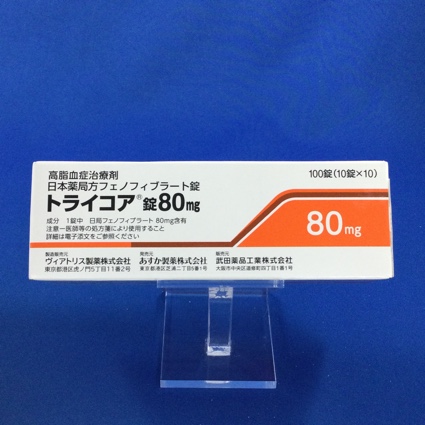 高脂血症治療剤
日本薬局方フェノフィブラート錠
トライコア®錠80mg
100錠(10錠×10)
成分 1錠中 日局フェノフィブラート 80mg含有
注意-医師等の処方箋により使用すること
詳細は電子添文をご参照ください
80mg
製造販売元
ヴィアトリス製薬株式会社
東京都港区虎ノ門5丁目11番2号
発売元
あすか製薬株式会社
東京都港区芝浦二丁目5番1号
販売元
武田薬品工業株式会社
大阪市中央区道修町四丁目1番1号